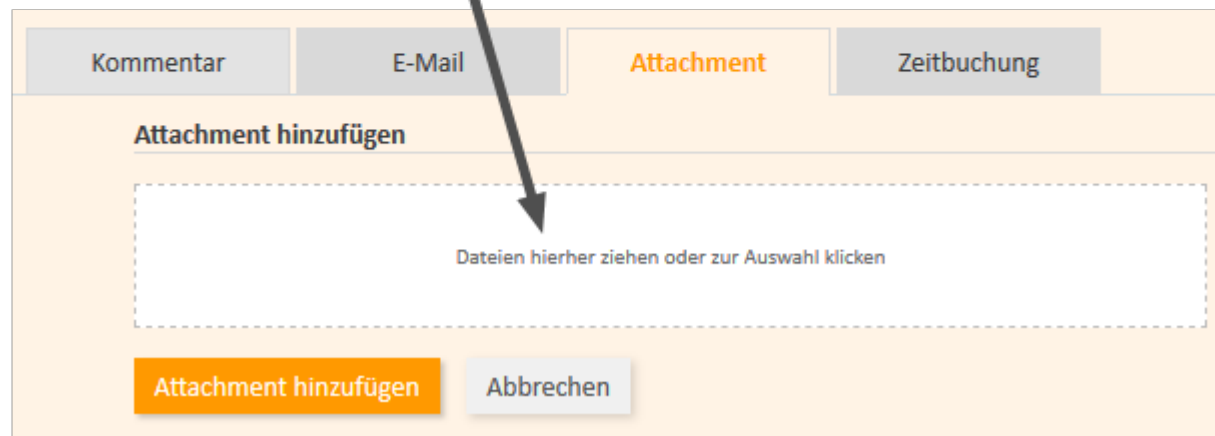 Kommentar E-Mail Attachment Zeitbuchung
Attachment hinzufügen
Dateien hierher ziehen oder zur Auswahl klicken
Attachment hinzufügen Abbrechen